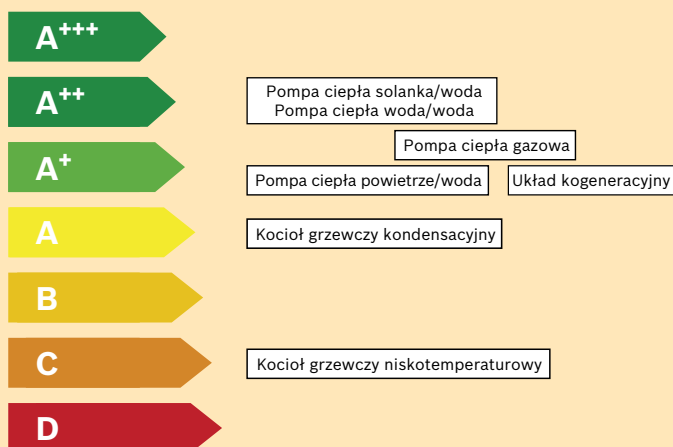 A+++
A++
Pompa ciepła solanka/woda
Pompa ciepła woda/woda
Pompa ciepła gazowa
A+
Pompa ciepła powietrze/woda
Układ kogeneracyjny
A
Kocioł grzewczy kondensacyjny
B
C
Kocioł grzewczy niskotemperaturowy
D